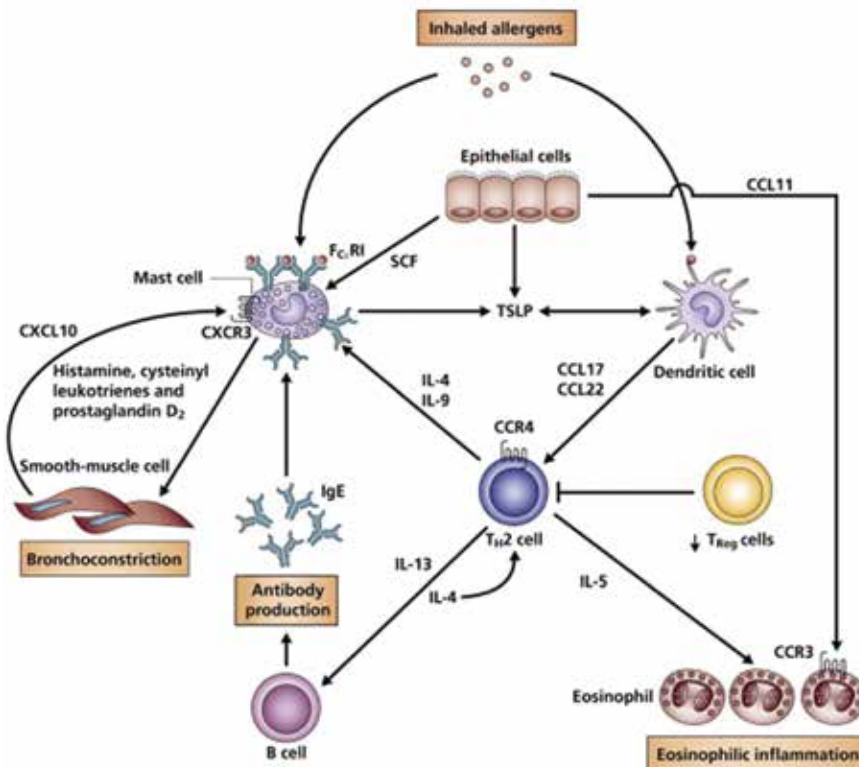 Inhaled allergens
Epithelial cells
CCL11
FCεRI
SCF
Mast cell
CXCR3
TSLP
CXCL10
Dendritic cell
Histamine, cysteinyl
leukotrienes and
prostaglandin D2
IL-4
IL-9
CCL17
CCL22
CCR4
Smooth-muscle cell
IgE
TH2 cell
↓ TReg cells
Bronchoconstriction
IL-13
IL-4
IL-5
Antibody
production
CCR3
Eosinophil
B cell
Eosinophilic inflammation